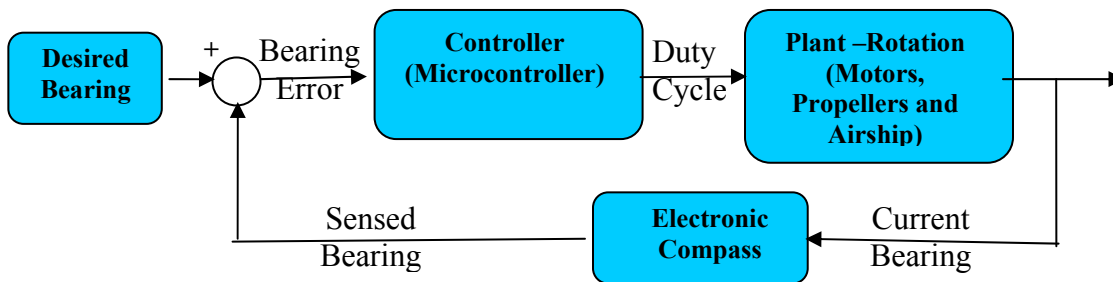 Desired
Bearing
+
Bearing
Error
Controller
(Microcontroller)
Duty
Cycle
Plant –Rotation
(Motors,
Propellers and
Airship)
Sensed
Bearing
Electronic
Compass
Current
Bearing